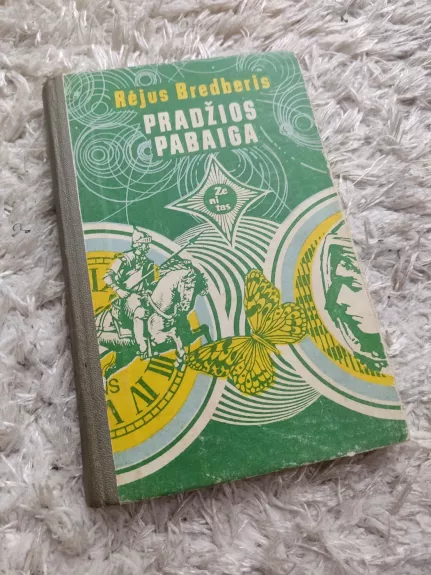 Rėjus Bredberis
PRADŽIOS
PABAIGA
Ze
ni
tas